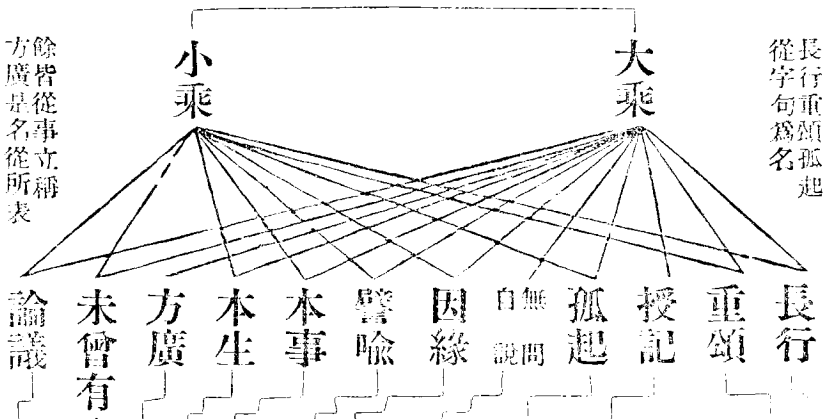 長行重頌孤起
從字句爲名
大乘
小乘
餘皆從事立稱
方廣是名從所表
長行
重頌
授記
孤起
無問
自說
因緣
譬喩
本事
本生
方廣
未曾有
論議